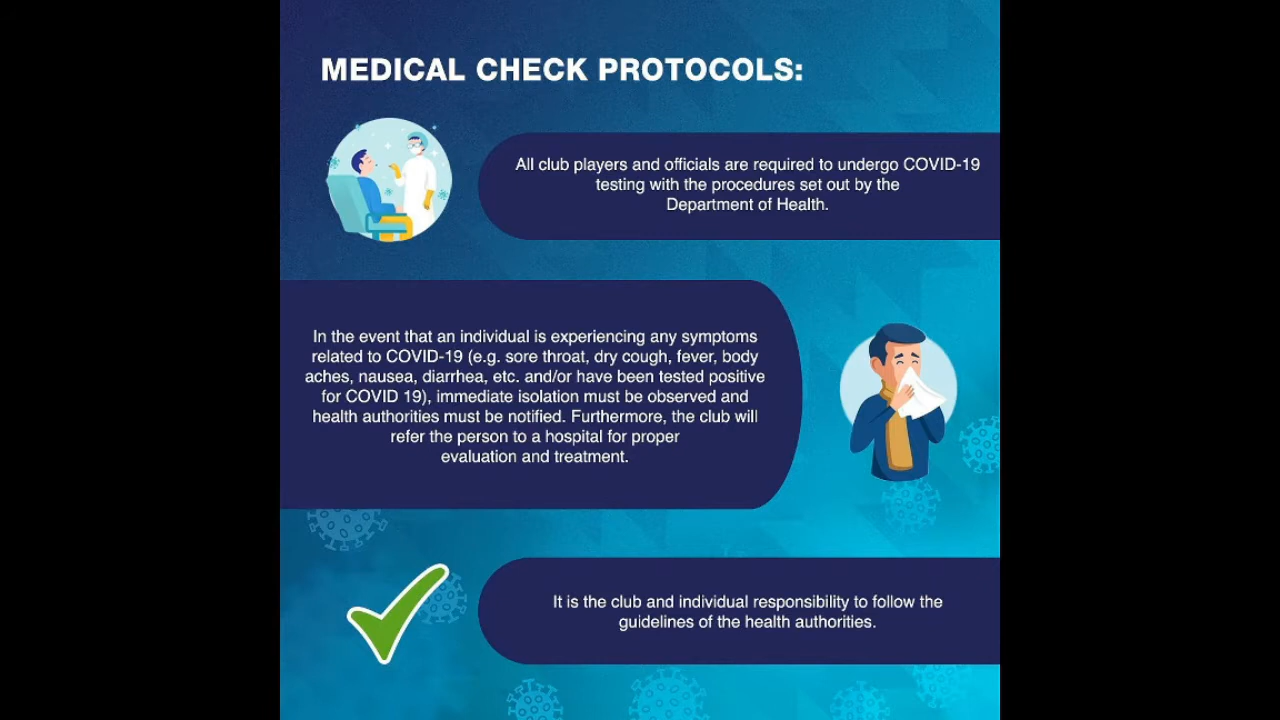 MEDICAL CHECK PROTOCOLS:
All club players and officials are required to undergo COVID-19
testing with the procedures set out by the
Department of Health.
In the event that an individual is experiencing any symptoms
related to COVID-19 (e.g. sore throat, dry cough, fever, body
aches, nausea, diarrhea, etc. and/or have been tested positive
for COVID 19), immediate isolation must be observed and
health authorities must be notified. Furthermore, the club will
refer the person to a hospital for proper
evaluation and treatment.
It is the club and individual responsibility to follow the
guidelines of the health authorities.